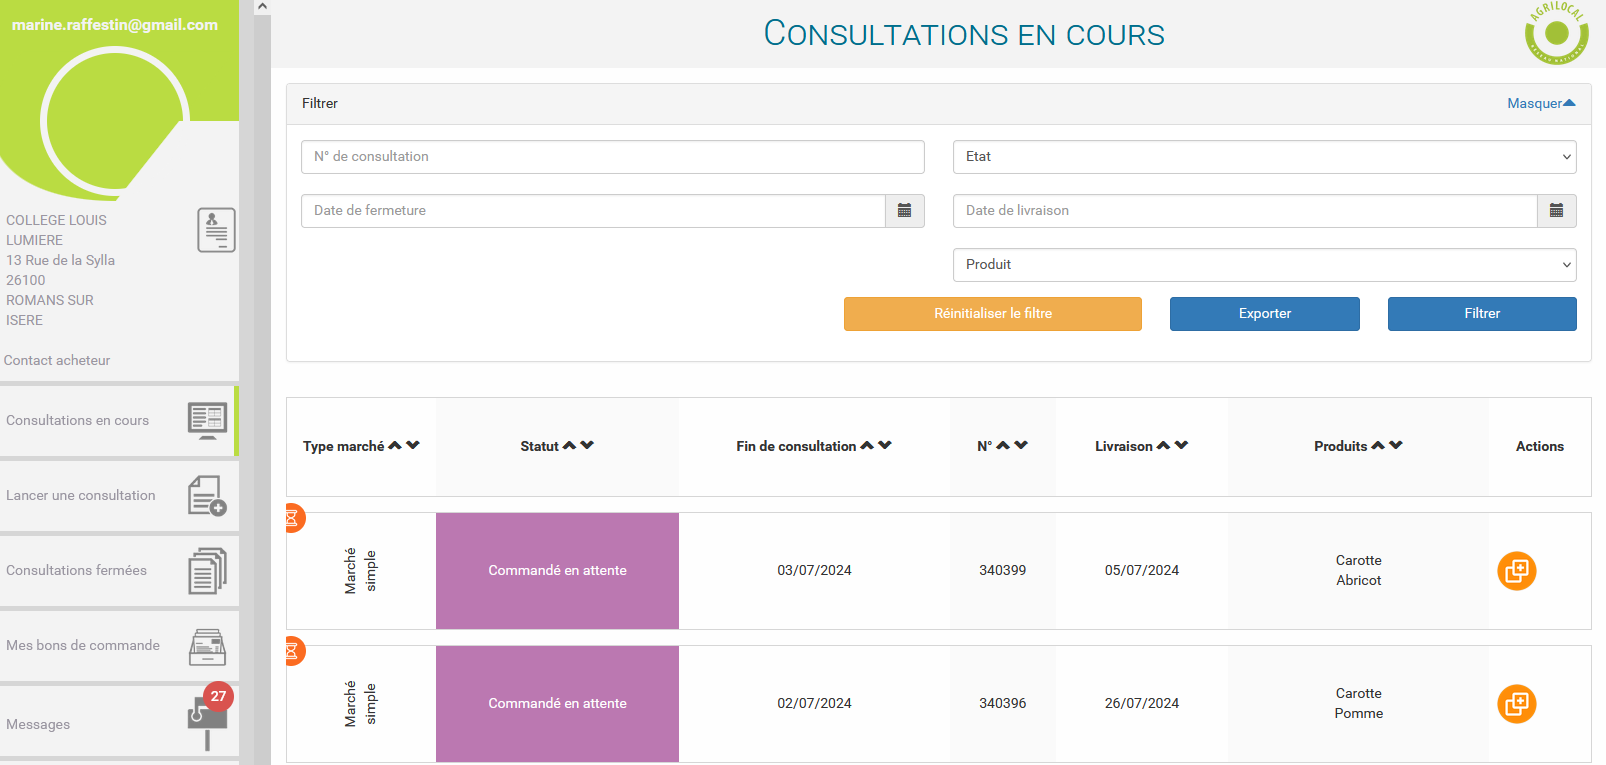 marine.raffestin@gmail.com
COLLEGE LOUIS
LUMIERE
13 Rue de la Sylla
26100
ROMANS SUR
ISERE
Contact acheteur
Consultations en cours
Lancer une consultation
Consultations fermées
Mes bons de commande
27
Messages
CONSULTATIONS EN COURS
AGRILOCAL
RÉSEAU NATIONAL
Filtrer
Masquer
N° de consultation
Etat
Date de fermeture
Date de livraison
Produit
Réinitialiser le filtre
Exporter
Filtrer
Type marché Statut Fin de consultation N° Livraison Produits Actions
Marché
simple
Commandé en attente
03/07/2024
340399
05/07/2024
Carotte
Abricot
Marché
simple
Commandé en attente
02/07/2024
340396
26/07/2024
Carotte
Pomme